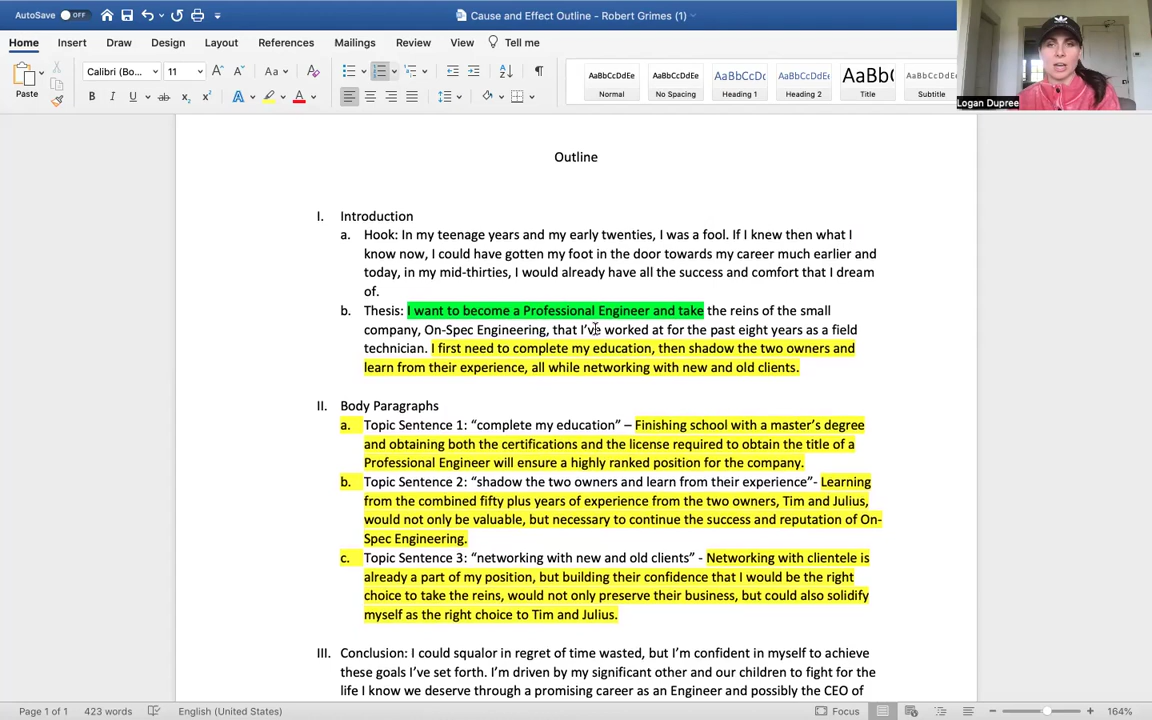 AutoSave OFF Cause and Effect Outline - Robert Grimes (1)
Home Insert Draw Design Layout References Mailings Review View Tell me
Paste Calibri (Bo... 11 Aa AaBbCcDdEe AaBbCcDdEe AaBbCcDc AaBbCcDdEe AaBbC AaBbCcDdEe
B I U ab x₂ x² A A Normal No Spacing Heading 1 Heading 2 Title Subtitle
Logan Dupree
Outline
I. Introduction
a. Hook: In my teenage years and my early twenties, I was a fool. If I knew then what I
know now, I could have gotten my foot in the door towards my career much earlier and
today, in my mid-thirties, I would already have all the success and comfort that I dream
of.
b. Thesis: I want to become a Professional Engineer and take the reins of the small
company, On-Spec Engineering, that I've worked at for the past eight years as a field
technician. I first need to complete my education, then shadow the two owners and
learn from their experience, all while networking with new and old clients.
II. Body Paragraphs
a. Topic Sentence 1: “complete my education” – Finishing school with a master's degree
and obtaining both the certifications and the license required to obtain the title of a
Professional Engineer will ensure a highly ranked position for the company.
b. Topic Sentence 2: “shadow the two owners and learn from their experience”- Learning
from the combined fifty plus years of experience from the two owners, Tim and Julius,
would not only be valuable, but necessary to continue the success and reputation of On-
Spec Engineering.
c. Topic Sentence 3: “networking with new and old clients” - Networking with clientele is
already a part of my position, but building their confidence that I would be the right
choice to take the reins, would not only preserve their business, but could also solidify
myself as the right choice to Tim and Julius.
III. Conclusion: I could squalor in regret of time wasted, but I'm confident in myself to achieve
these goals I've set forth. I'm driven by my significant other and our children to fight for the
life I know we deserve through a promising career as an Engineer and possibly the CEO of
Page 1 of 1 423 words English (United States) Focus 164%